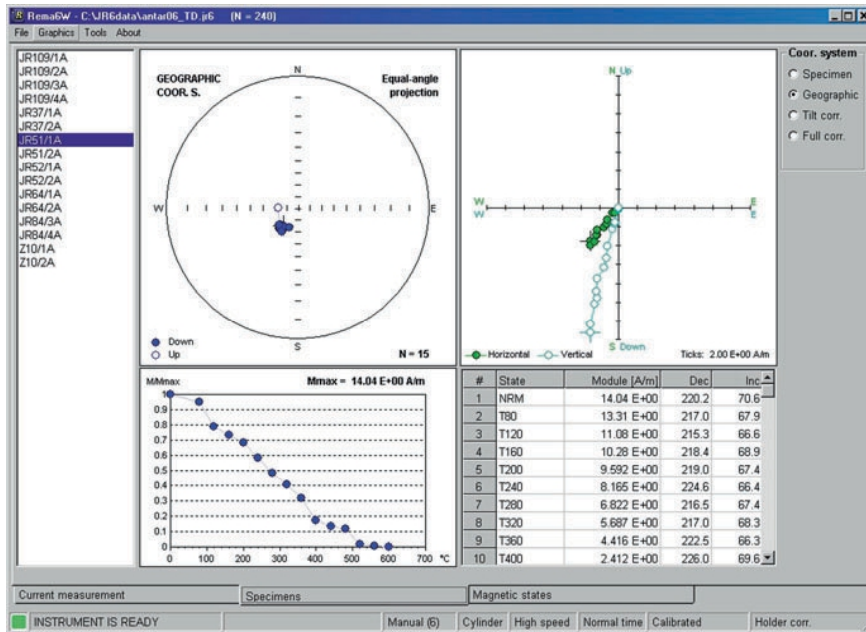 Rema6W - C:\JR6data\antar06_TD.jr6 (N = 240)
File Graphics Tools About
JR109/1A
JR109/2A
JR109/3A
JR109/4A
JR37/1A
JR37/2A
JR51/1A
JR51/2A
JR52/1A
JR52/2A
JR64/1A
JR64/2A
JR84/3A
JR84/4A
Z10/1A
Z10/2A
GEOGRAPHIC
COOR. S.
Equal-angle
projection
N
W
E
S
Down
Up
N = 15
N Up
W
W
E
E
S Down
Horizontal
Vertical
Ticks: 2.00 E+00 A/m
Coor. system
Specimen
Geographic
Tilt corr.
Full corr.
M/Mmax
Mmax = 14.04 E+00 A/m
1
0.9
0.8
0.7
0.6
0.5
0.4
0.3
0.2
0.1
0
0 100 200 300 400 500 600 700 °C
# State Module [A/m] Dec Inc
1 NRM 14.04 E+00 220.2 70.6
2 T80 13.31 E+00 217.0 67.9
3 T120 11.08 E+00 215.3 66.6
4 T160 10.28 E+00 218.4 68.9
5 T200 9.592 E+00 219.0 67.4
6 T240 8.165 E+00 224.6 66.4
7 T280 6.822 E+00 216.5 67.4
8 T320 5.687 E+00 217.0 68.3
9 T360 4.416 E+00 222.5 66.3
10 T400 2.412 E+00 226.0 69.6
Current measurement
Specimens
Magnetic states
INSTRUMENT IS READY Manual (6) Cylinder High speed Normal time Calibrated Holder corr.